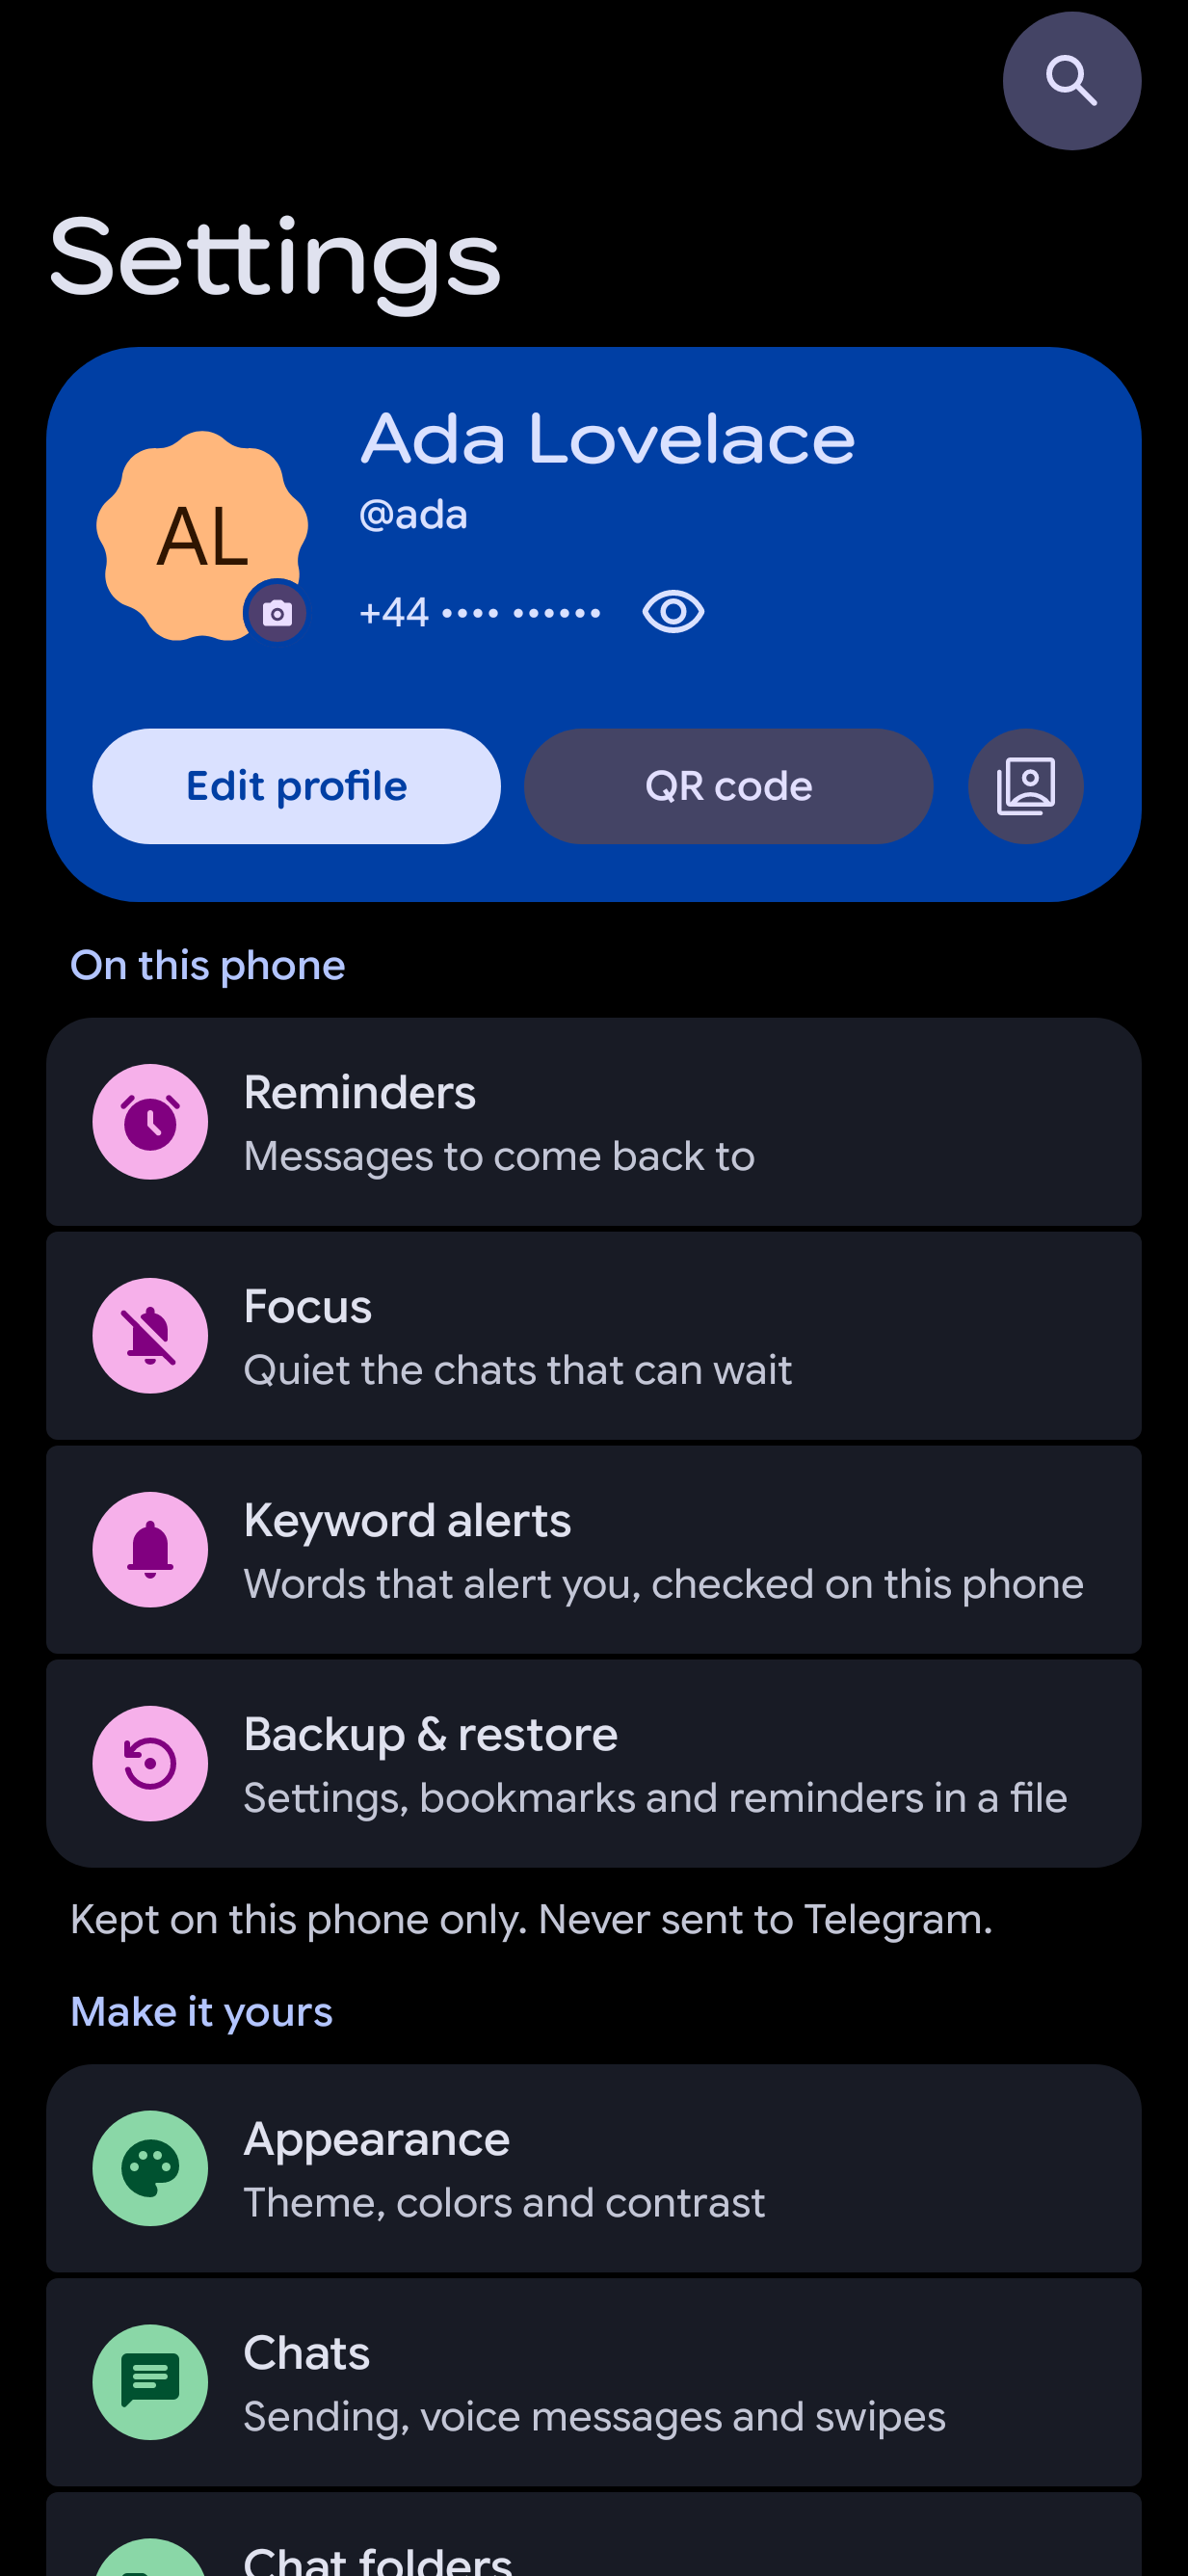 Settings
Ada Lovelace
@ada
AL
+44 •••• ••••••
Edit profile
QR code
On this phone
Reminders
Messages to come back to
Focus
Quiet the chats that can wait
Keyword alerts
Words that alert you, checked on this phone
Backup & restore
Settings, bookmarks and reminders in a file
Kept on this phone only. Never sent to Telegram.
Make it yours
Appearance
Theme, colors and contrast
Chats
Sending, voice messages and swipes
Chat folders